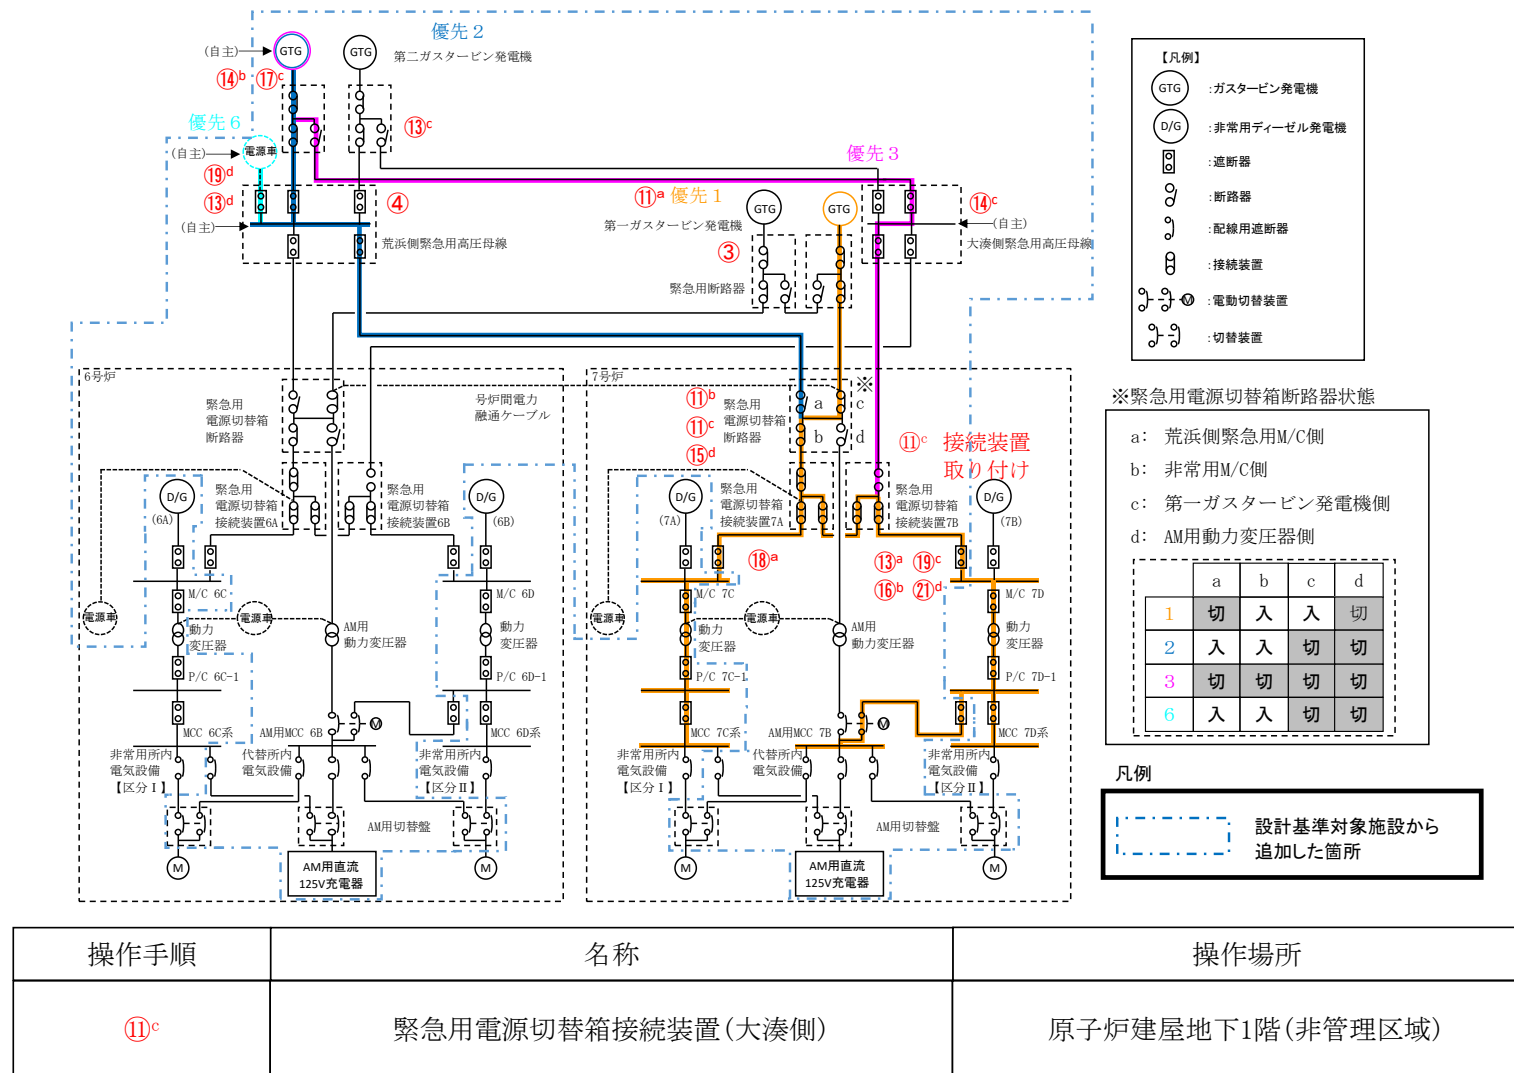 優先２
(自主)
GTG
GTG
第二ガスタービン発電機
⑭b ⑰c
⑬c
優先６
(自主)
電源車
⑲d
⑬d
④
(自主)
荒浜側緊急用高圧母線
優先３
⑪a 優先１
GTG
GTG
第一ガスタービン発電機
③
緊急用断路器
⑭c
(自主)
大湊側緊急用高圧母線
【凡例】
GTG :ガスタービン発電機
D/G :非常用ディーゼル発電機
:遮断器
:断路器
:配線用遮断器
:接続装置
M :電動切替装置
:切替装置
6号炉
緊急用
電源切替箱
断路器
号炉間電力
融通ケーブル
D/G
(6A)
緊急用
電源切替箱
接続装置6A
緊急用
電源切替箱
接続装置6B
D/G
(6B)
M/C 6C
M/C 6D
電源車
電源車
動力
変圧器
AM用
動力変圧器
動力
変圧器
P/C 6C-1
P/C 6D-1
MCC 6C系
AM用MCC 6B
M
MCC 6D系
非常用所内
電気設備
【区分Ⅰ】
代替所内
電気設備
非常用所内
電気設備
【区分Ⅱ】
AM用切替盤
M
AM用直流
125V充電器
M
7号炉
※
⑪b
⑪c
⑮d
緊急用
電源切替箱
断路器
a c
b d
⑪c 接続装置
取り付け
D/G
(7A)
緊急用
電源切替箱
接続装置7A
緊急用
電源切替箱
接続装置7B
D/G
(7B)
⑱a
⑬a ⑲c
⑯b ㉑d
M/C 7C
M/C 7D
電源車
電源車
動力
変圧器
AM用
動力変圧器
動力
変圧器
P/C 7C-1
P/C 7D-1
MCC 7C系
AM用MCC 7B
M
MCC 7D系
非常用所内
電気設備
【区分Ⅰ】
代替所内
電気設備
非常用所内
電気設備
【区分Ⅱ】
AM用切替盤
M
AM用直流
125V充電器
M
※緊急用電源切替箱断路器状態
a: 荒浜側緊急用M/C側
b: 非常用M/C側
c: 第一ガスタービン発電機側
d: AM用動力変圧器側
a b c d
1 切 入 入 切
2 入 入 切 切
3 切 切 切 切
6 入 入 切 切
凡例
設計基準対象施設から
追加した箇所
操作手順 名称 操作場所
⑪c 緊急用電源切替箱接続装置(大湊側) 原子炉建屋地下1階(非管理区域)